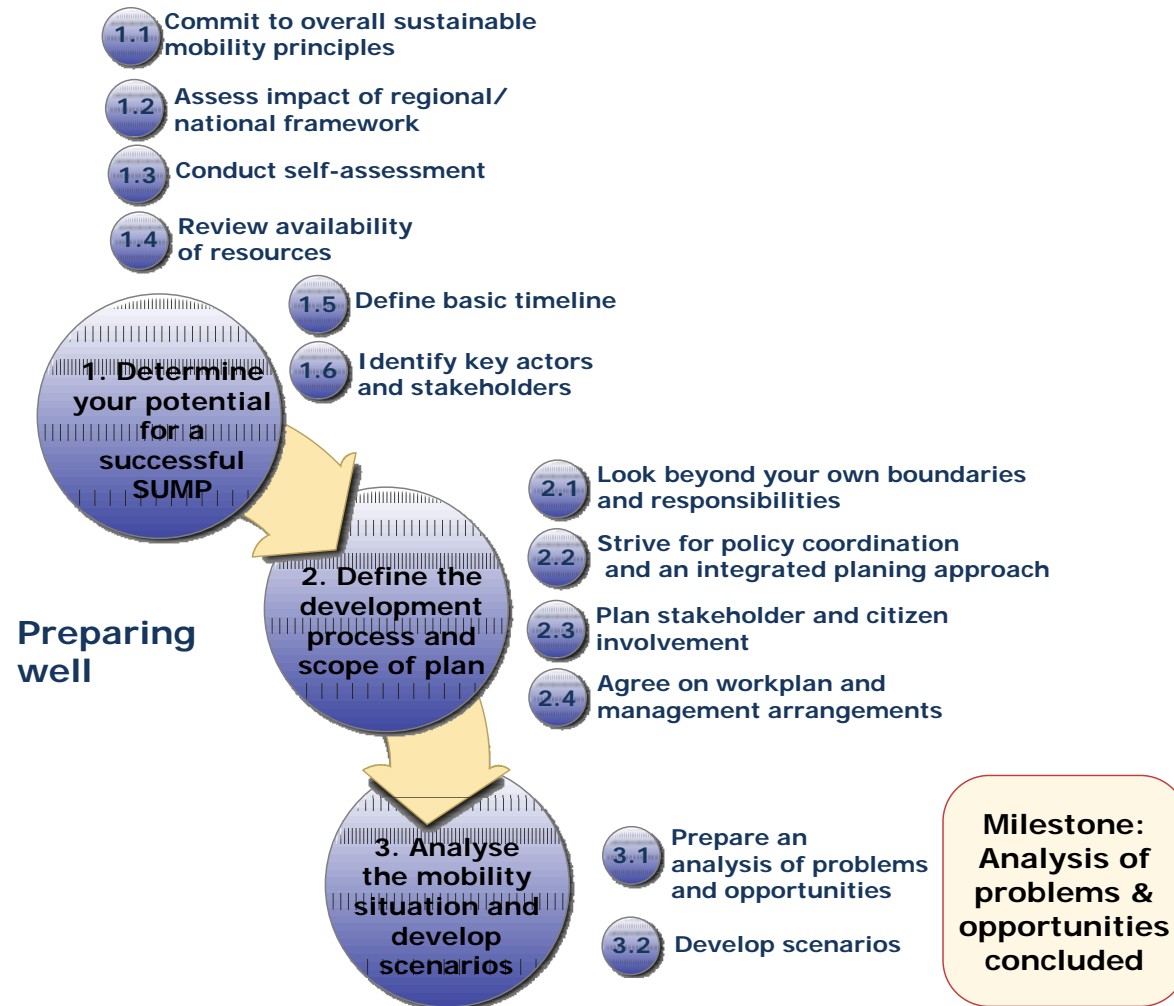 1.1
Commit to overall sustainable
mobility principles
1.2
Assess impact of regional/
national framework
1.3
Conduct self-assessment
1.4
Review availability
of resources
1.5
Define basic timeline
1.6
Identify key actors
and stakeholders
1. Determine
your potential
for a
successful
SUMP
2.1
Look beyond your own boundaries
and responsibilities
2.2
Strive for policy coordination
and an integrated planing approach
2.3
Plan stakeholder and citizen
involvement
2.4
Agree on workplan and
management arrangements
2. Define the
development
process and
scope of plan
Preparing
well
3. Analyse
the mobility
situation and
develop
scenarios
3.1
Prepare an
analysis of problems
and opportunities
3.2
Develop scenarios
Milestone:
Analysis of
problems &
opportunities
concluded